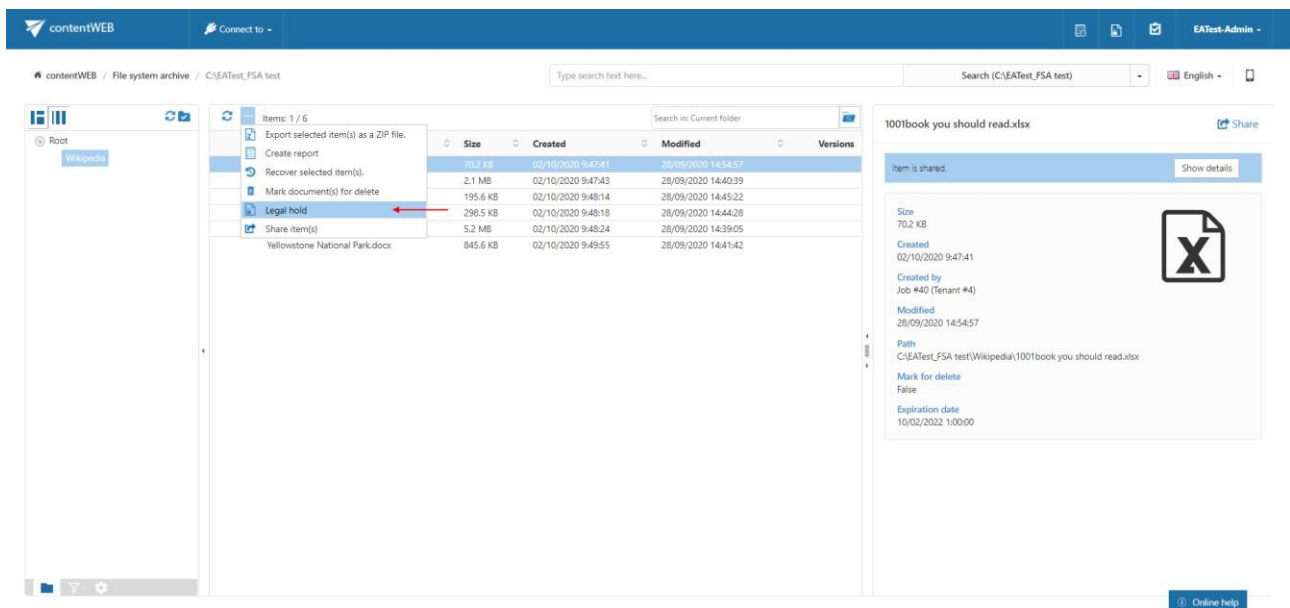 contentWEB
Connect to
EATest-Admin
contentWEB / File system archive / C:\EATest_FSA test
Type search text here...
Search (C:\EATest_FSA test)
English
Root
Wikipedia
Items: 1 / 6
Search in: Current folder
Export selected item(s) as a ZIP file.
Create report
Recover selected item(s).
Mark document(s) for delete
Legal hold
Share item(s)
Size Created Modified Versions
70.2 KB 02/10/2020 9:47:41 28/09/2020 14:54:57
2.1 MB 02/10/2020 9:47:43 28/09/2020 14:40:39
195.6 KB 02/10/2020 9:48:14 28/09/2020 14:45:22
298.5 KB 02/10/2020 9:48:18 28/09/2020 14:44:28
5.2 MB 02/10/2020 9:48:24 28/09/2020 14:39:05
Yellowstone National Park.docx 845.6 KB 02/10/2020 9:49:55 28/09/2020 14:41:42
1001book you should read.xlsx
Share
Item is shared.
Show details
Size
70.2 KB
Created
02/10/2020 9:47:41
Created by
Job #40 (Tenant #4)
Modified
28/09/2020 14:54:57
Path
C:\EATest_FSA test\Wikipedia\1001book you should read.xlsx
Mark for delete
False
Expiration date
10/02/2022 1:00:00
X
Online help